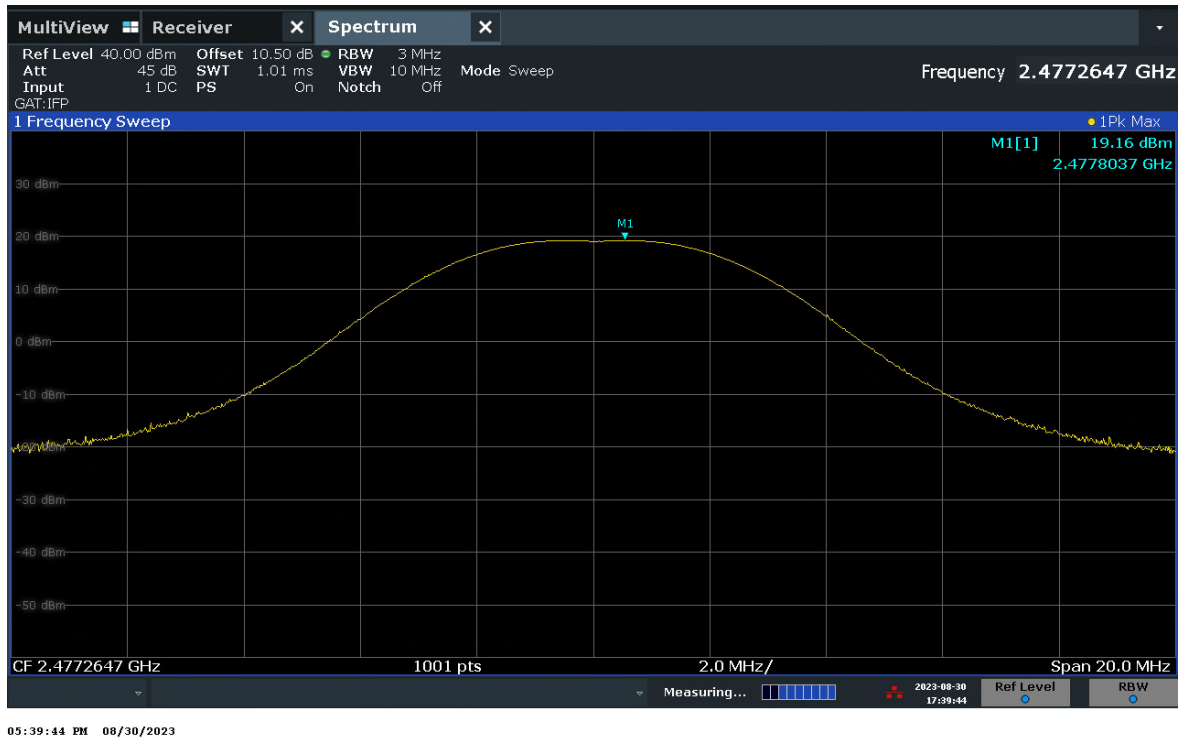 MultiView Receiver X Spectrum X
Ref Level 40.00 dBm Offset 10.50 dB RBW 3 MHz
Att 45 dB SWT 1.01 ms VBW 10 MHz Mode Sweep
Frequency 2.4772647 GHz
Input 1 DC PS On Notch Off
GAT:IFP
1 Frequency Sweep 1Pk Max
M1[1] 19.16 dBm
2.4778037 GHz
30 dBm
M1
20 dBm
10 dBm
0 dBm
-10 dBm
-20 dBm
-30 dBm
-40 dBm
-50 dBm
CF 2.4772647 GHz 1001 pts 2.0 MHz/ Span 20.0 MHz
Measuring... 2023-08-30 Ref Level RBW
17:39:44
05:39:44 PM 08/30/2023